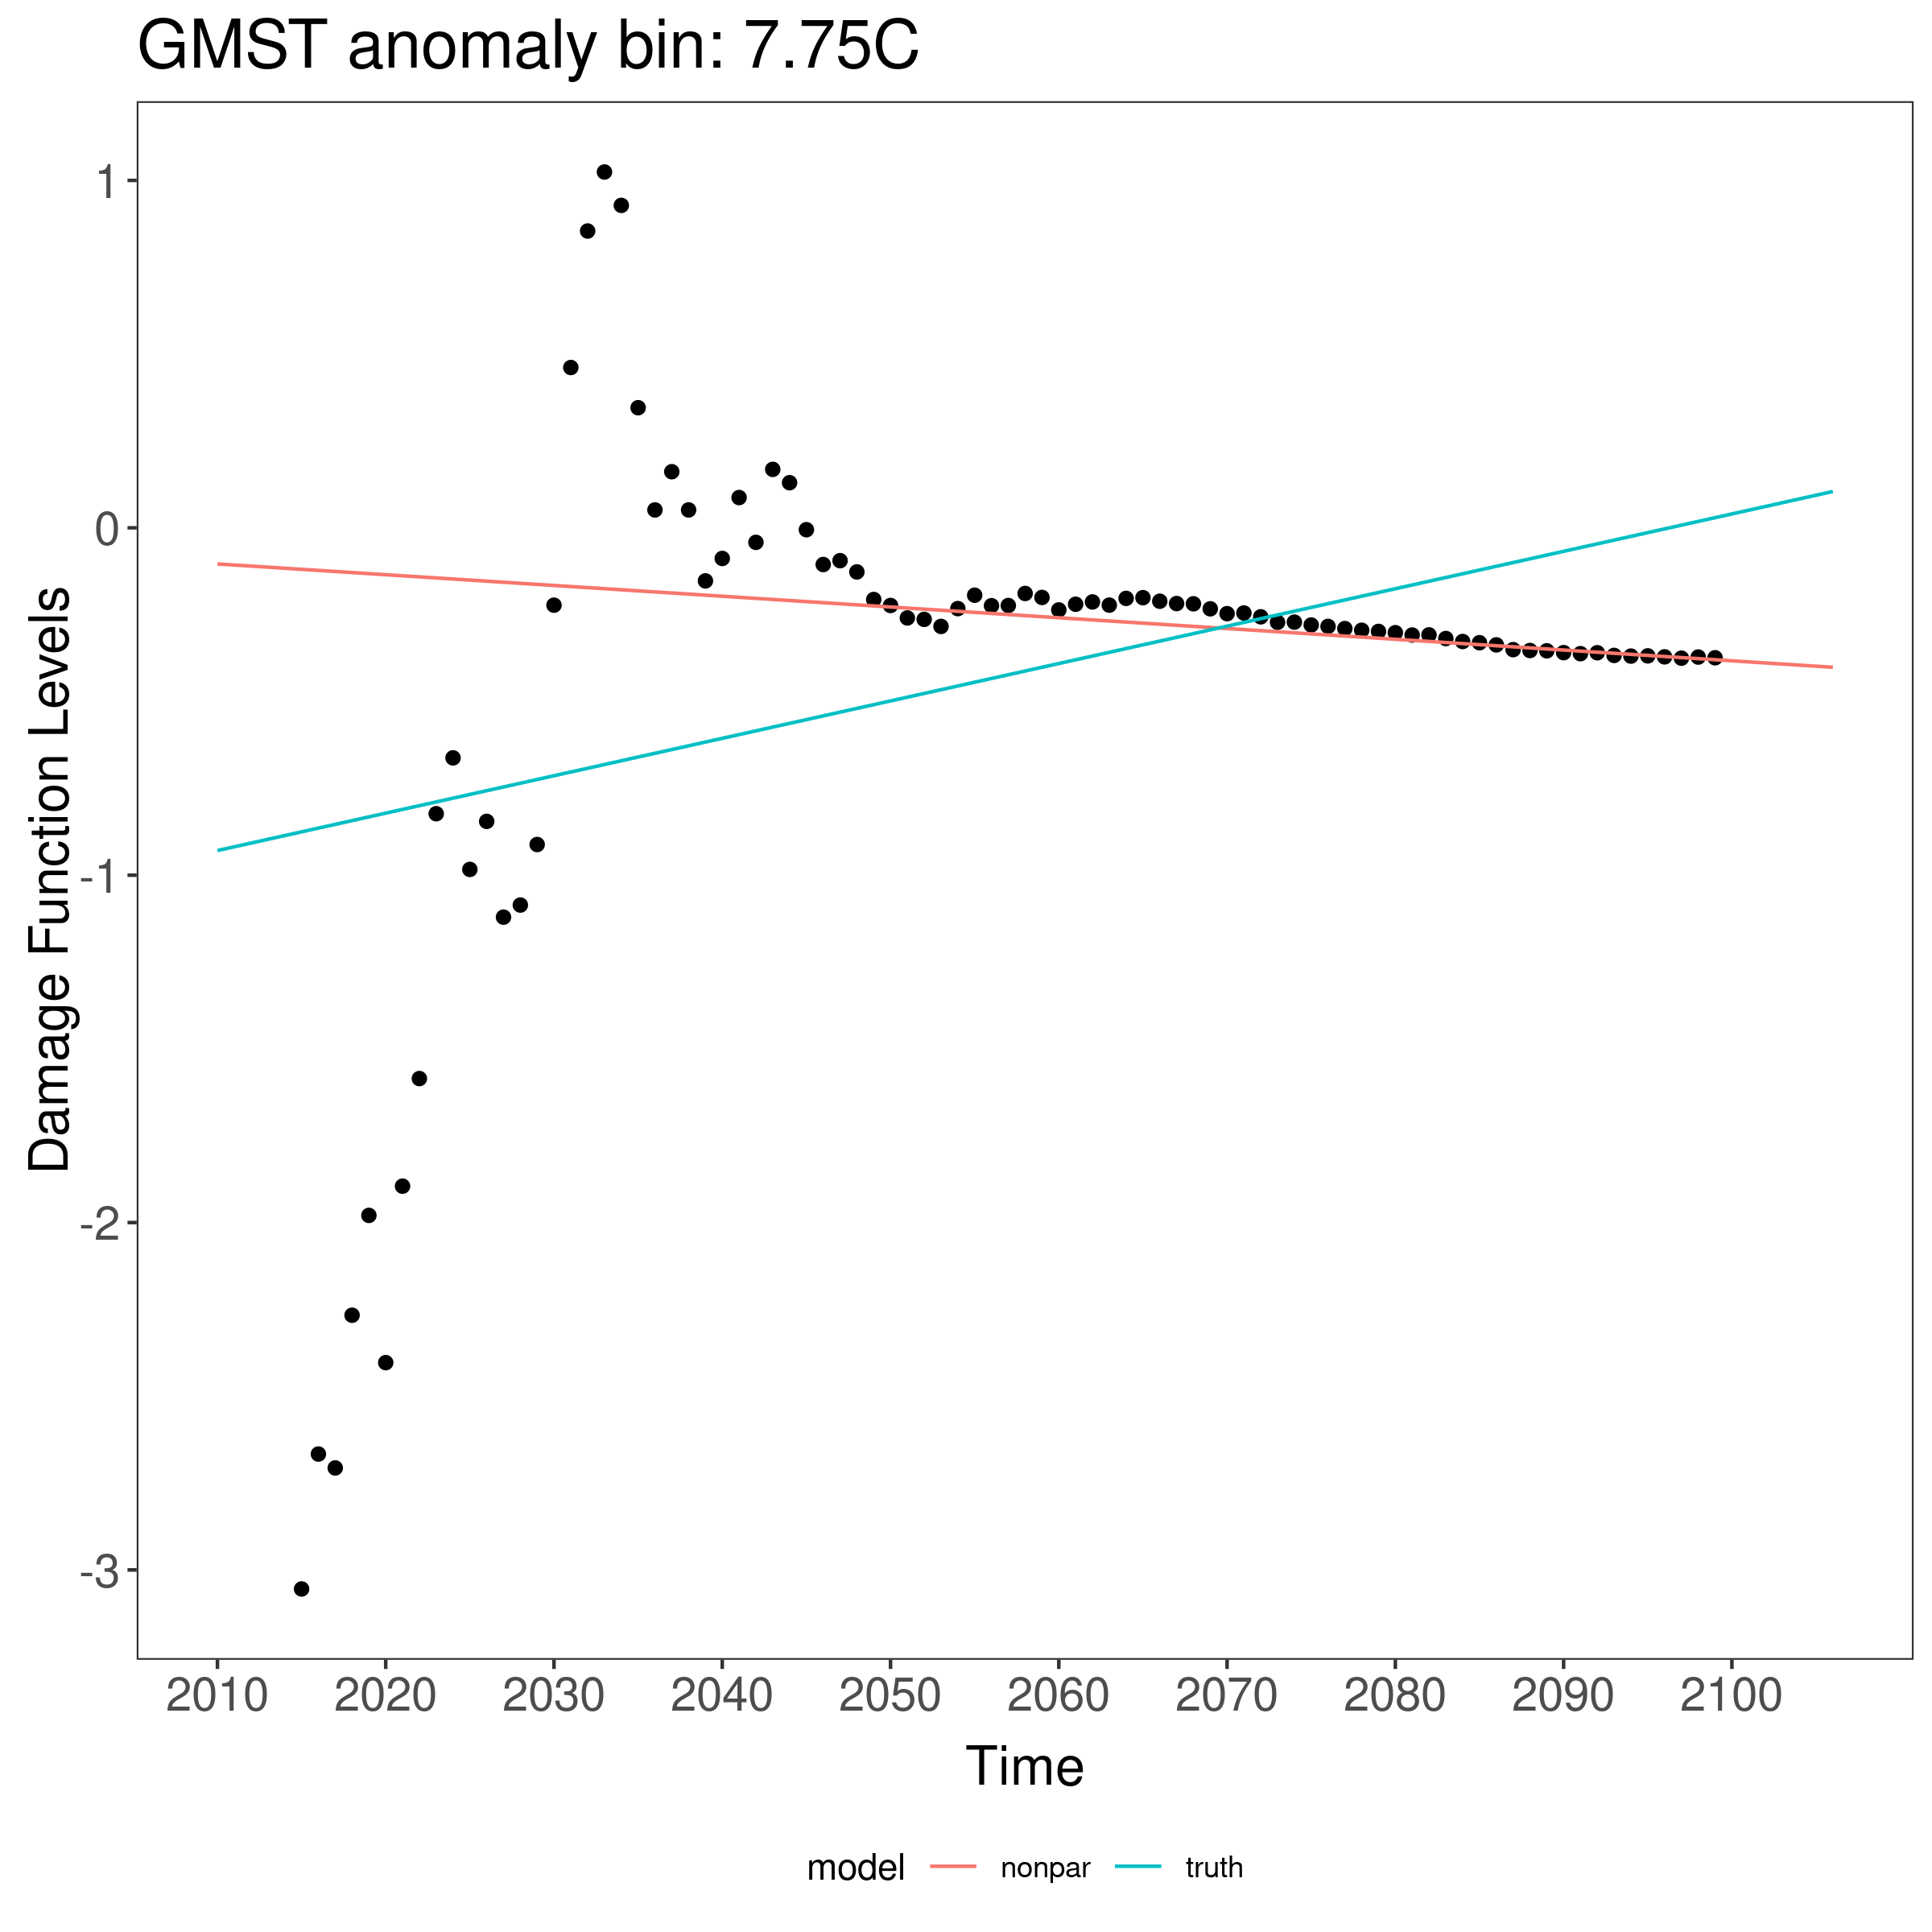 GMST anomaly bin: 7.75C
Damage Function Levels
1
0
-1
-2
-3
2010 2020 2030 2040 2050 2060 2070 2080 2090 2100
Time
model nonpar truth